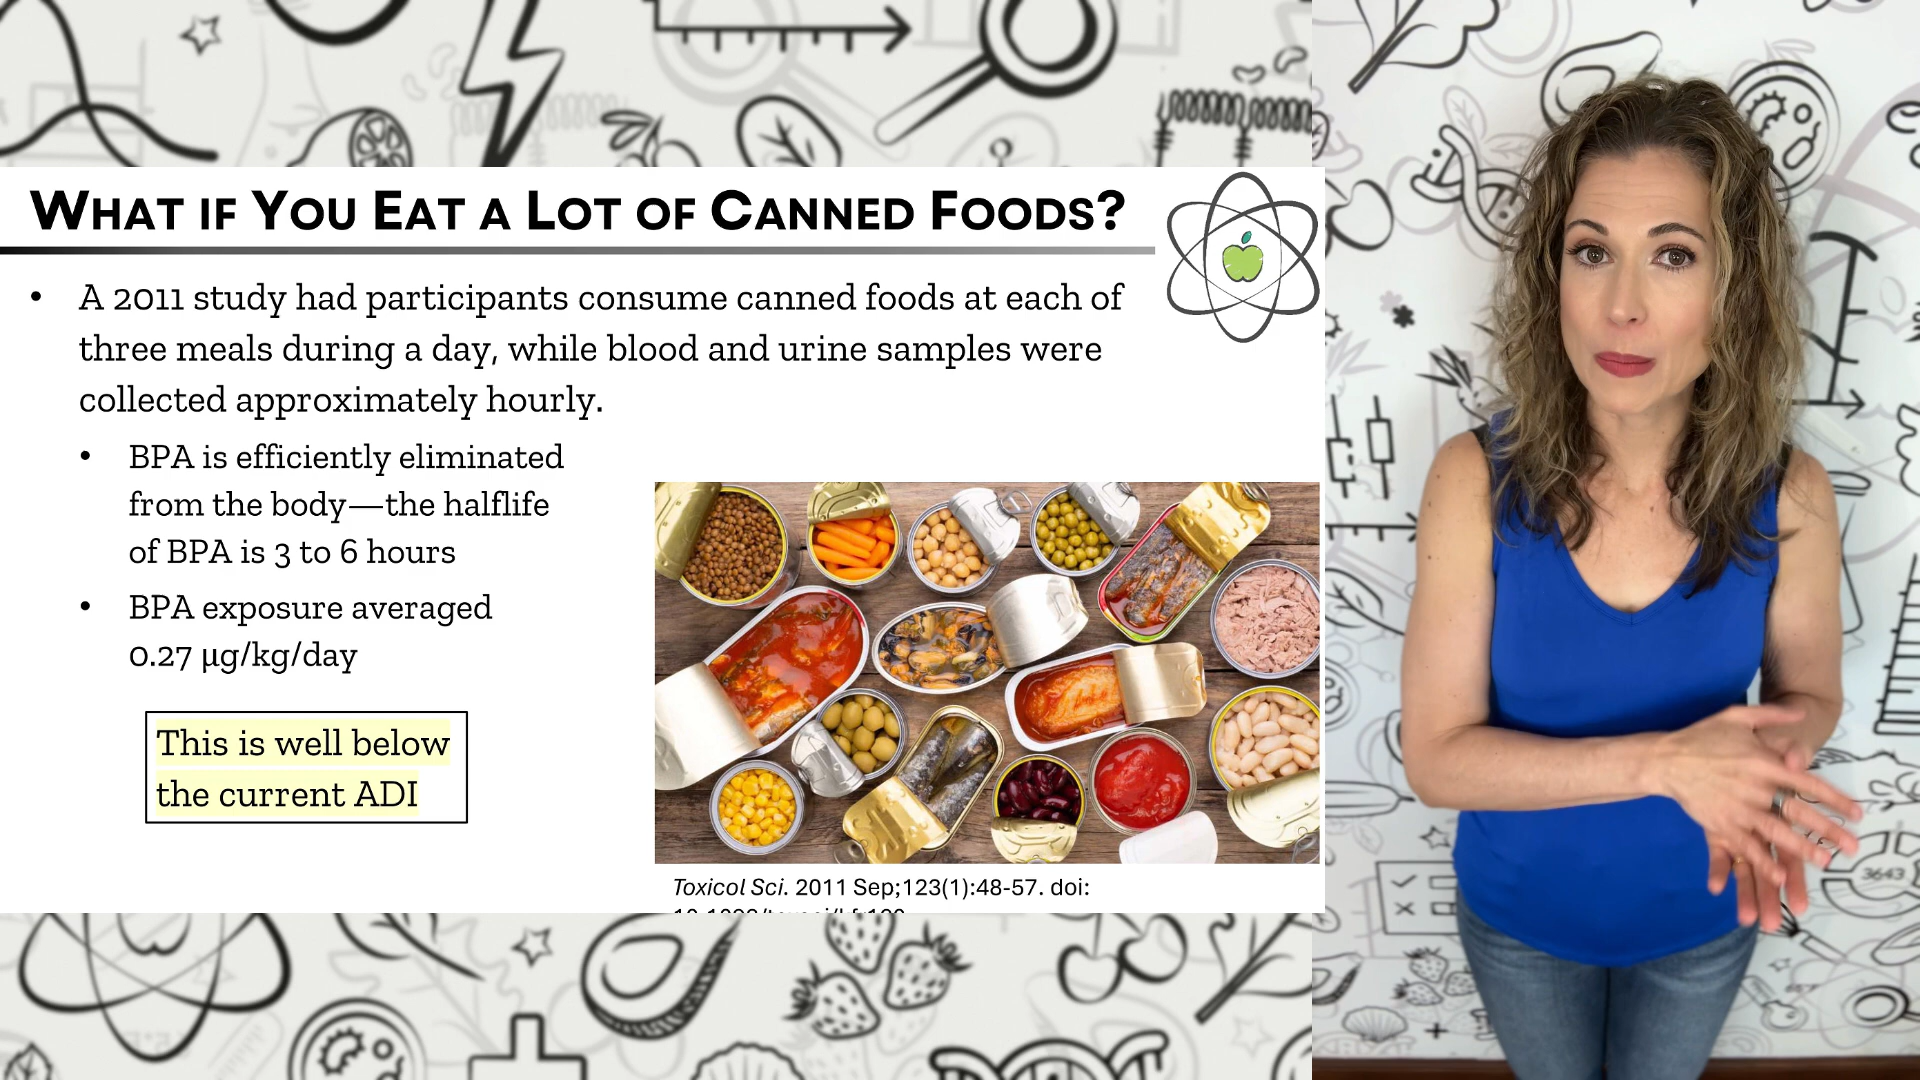 What if You Eat a Lot of Canned Foods?
• A 2011 study had participants consume canned foods at each of
three meals during a day, while blood and urine samples were
collected approximately hourly.
• BPA is efficiently eliminated
from the body—the halflife
of BPA is 3 to 6 hours
• BPA exposure averaged
0.27 µg/kg/day
This is well below
the current ADI
Toxicol Sci. 2011 Sep;123(1):48-57. doi:
3643